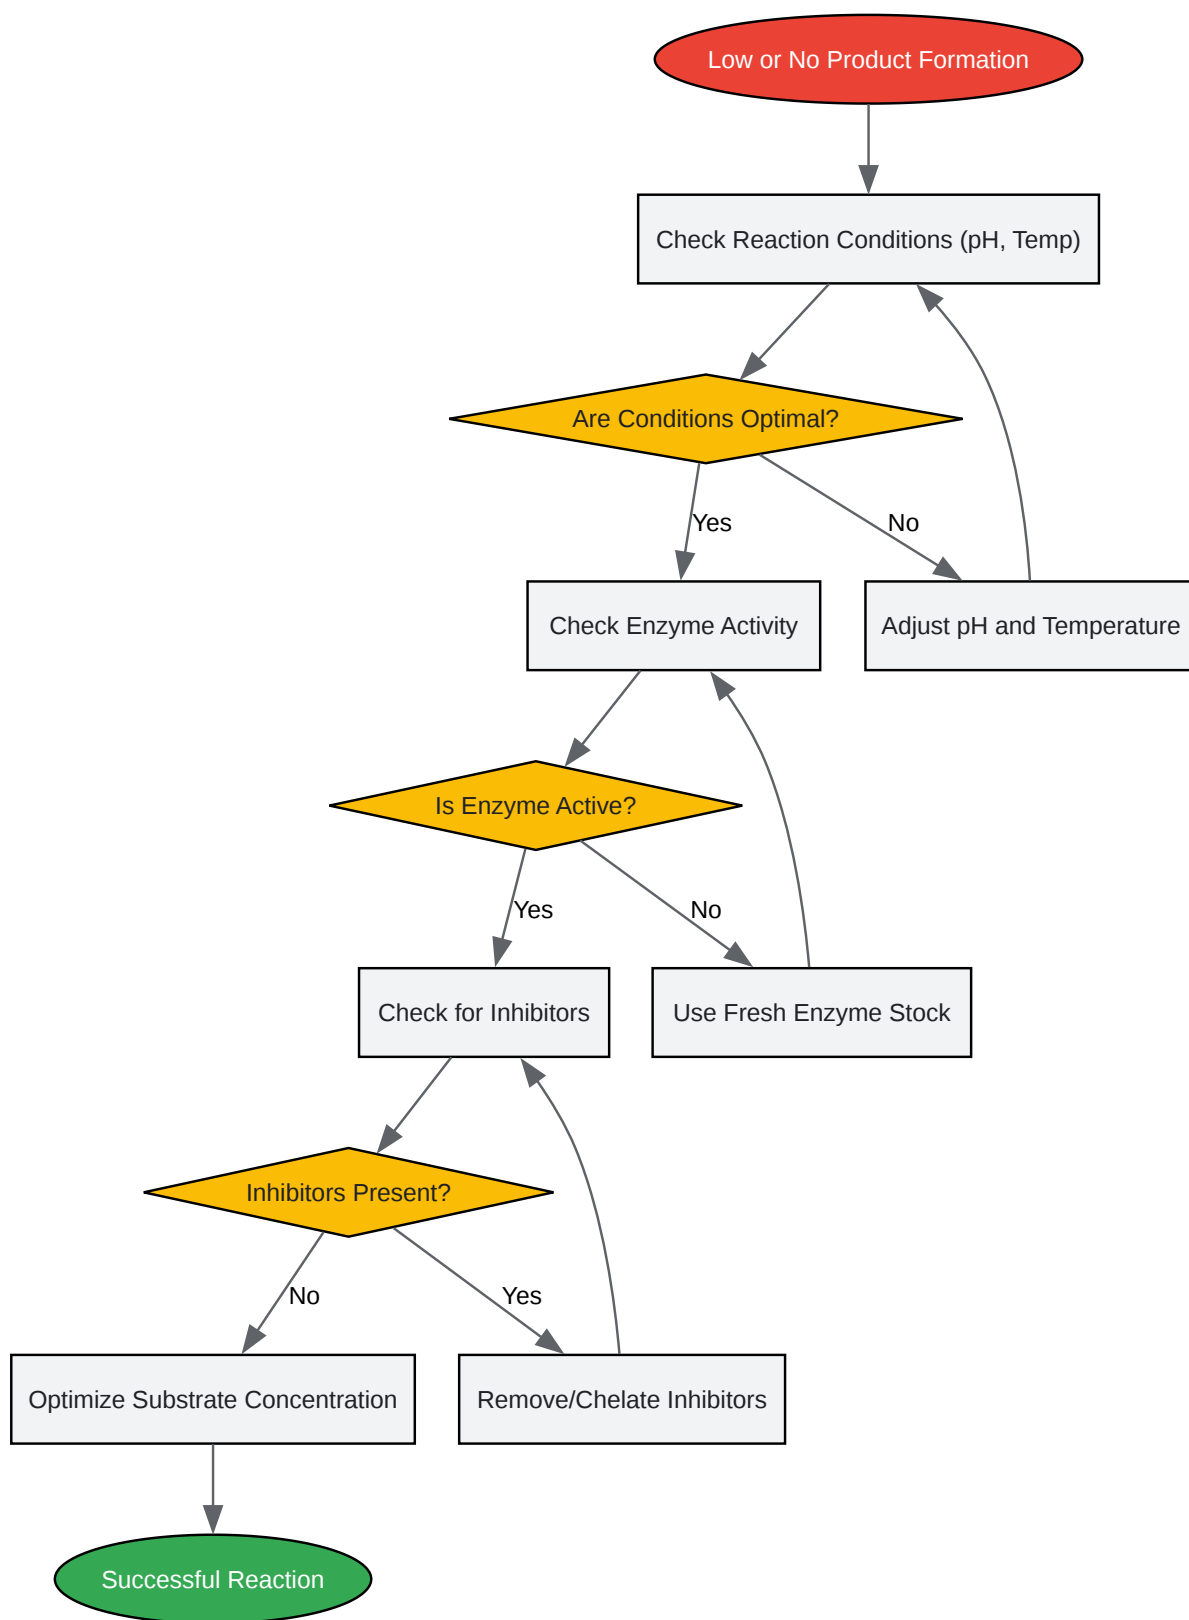 Low or No Product Formation
Check Reaction Conditions (pH, Temp)
Are Conditions Optimal?
Yes
No
Check Enzyme Activity
Adjust pH and Temperature
Is Enzyme Active?
Yes
No
Check for Inhibitors
Use Fresh Enzyme Stock
Inhibitors Present?
No
Yes
Optimize Substrate Concentration
Remove/Chelate Inhibitors
Successful Reaction